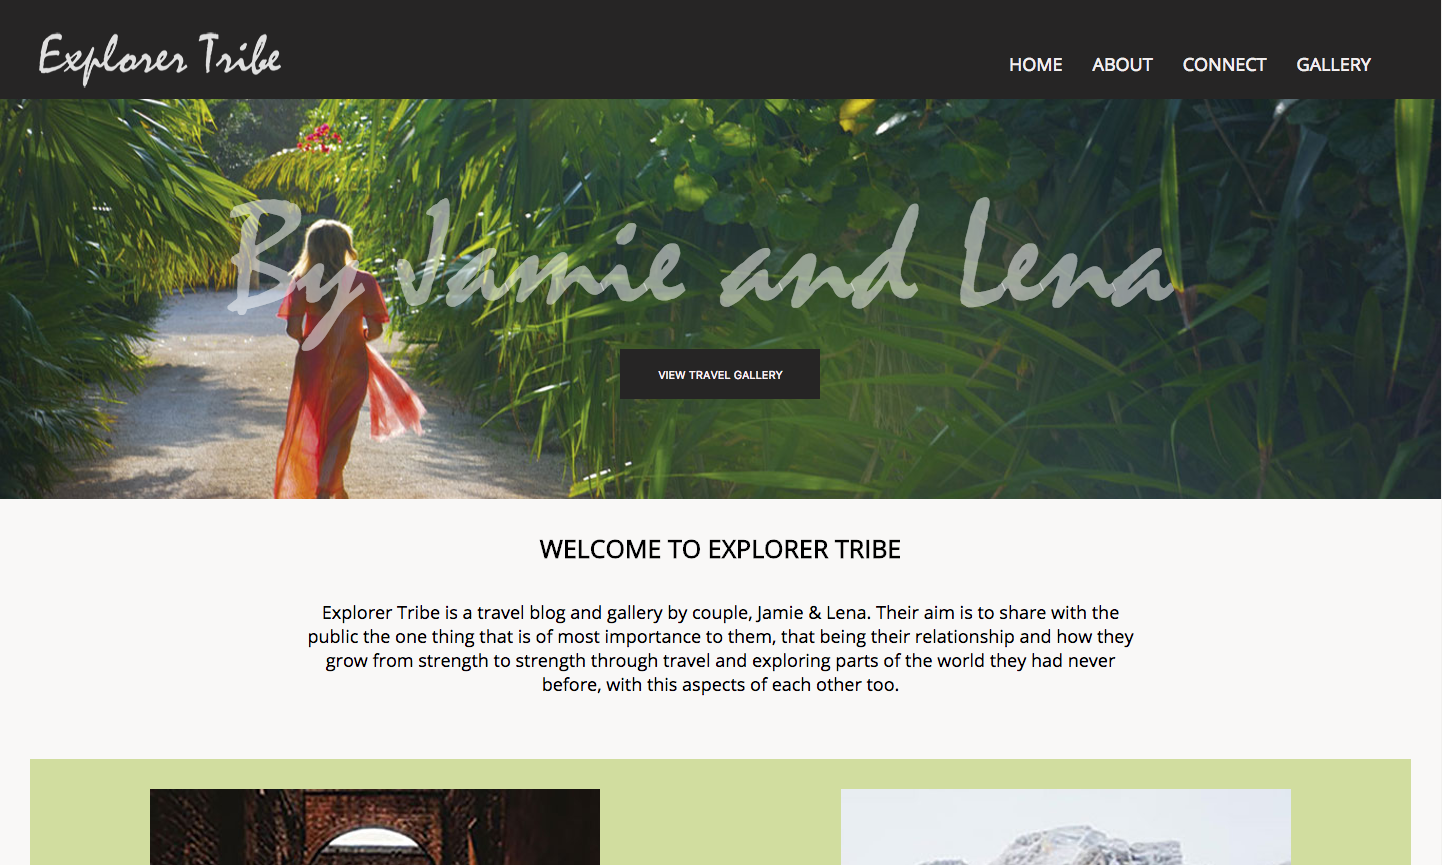 Explorer Tribe
HOME ABOUT CONNECT GALLERY
By Jamie and Lena
VIEW TRAVEL GALLERY
WELCOME TO EXPLORER TRIBE
Explorer Tribe is a travel blog and gallery by couple, Jamie & Lena. Their aim is to share with the
public the one thing that is of most importance to them, that being their relationship and how they
grow from strength to strength through travel and exploring parts of the world they had never
before, with this aspects of each other too.